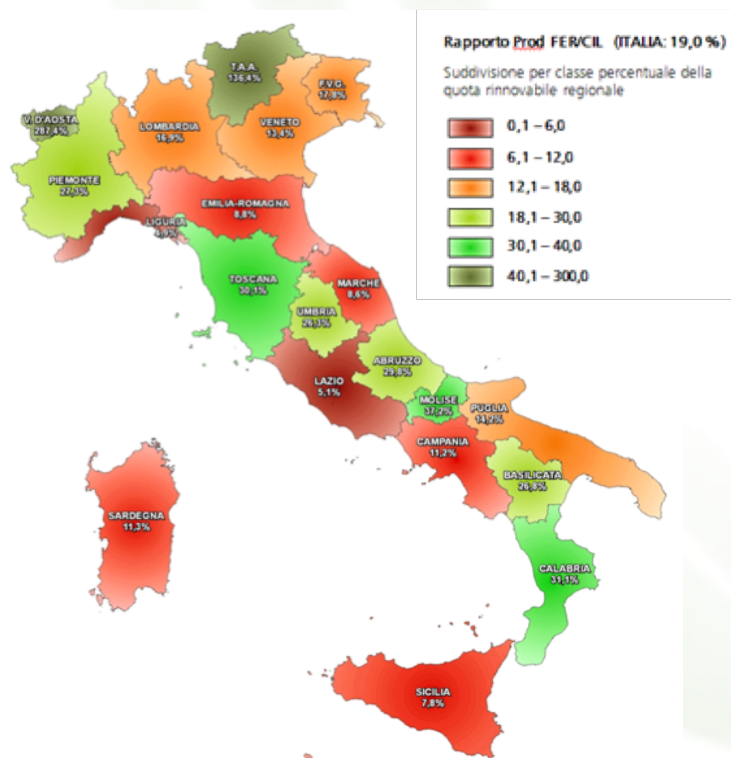 Rapporto Prod FER/CIL (ITALIA: 19,0 %)
Suddivisione per classe percentuale della
quota rinnovabile regionale
0,1 – 6,0
6,1 – 12,0
12,1 – 18,0
18,1 – 30,0
30,1 – 40,0
40,1 – 300,0
T.A.A.
136,4%
F.V.G.
17,8%
V. D'AOSTA
287,4%
LOMBARDIA
16,9%
VENETO
13,4%
PIEMONTE
27,3%
EMILIA-ROMAGNA
8,8%
LIGURIA
TOSCANA
30,1%
MARCHE
8,6%
UMBRIA
26,3%
ABRUZZO
29,8%
LAZIO
5,1%
MOLISE
37,2%
PUGLIA
14,2%
CAMPANIA
11,2%
BASILICATA
26,8%
SARDEGNA
11,3%
CALABRIA
31,1%
SICILIA
7,8%